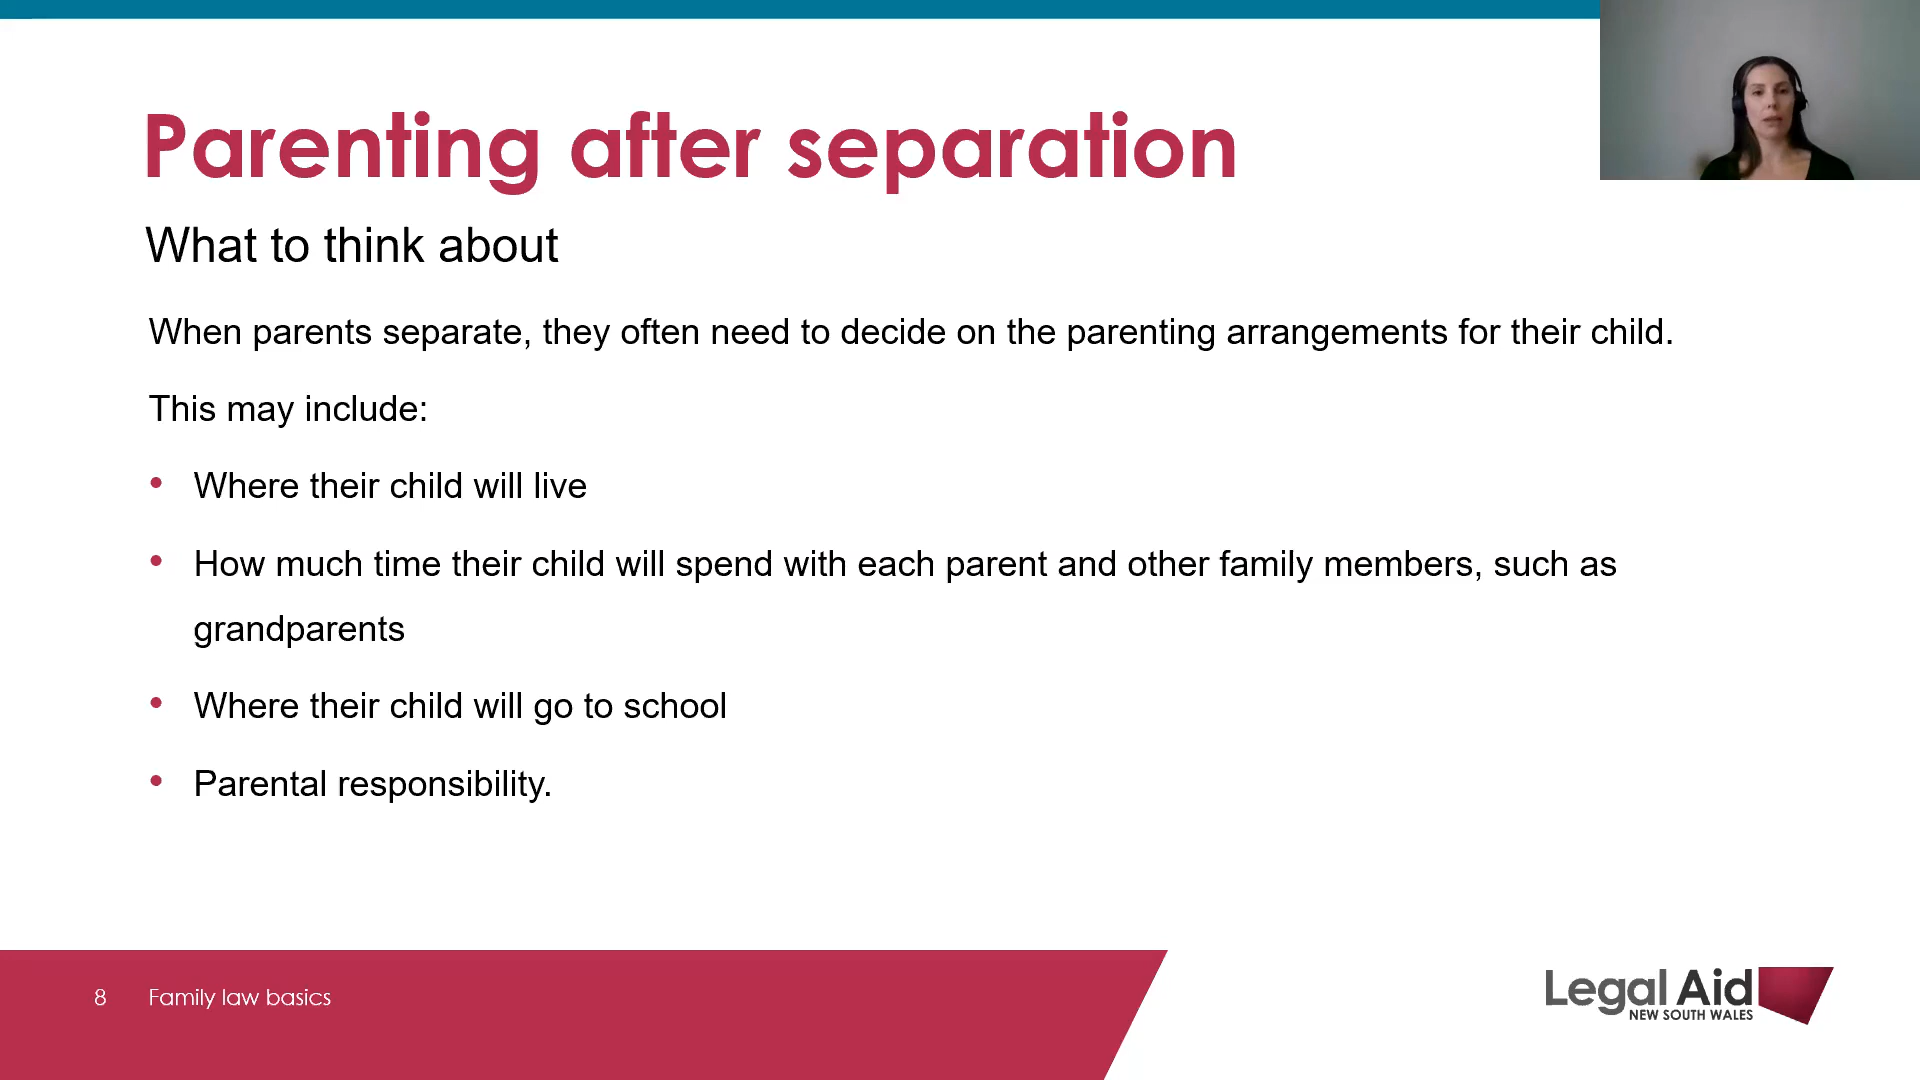 Parenting after separation
What to think about
When parents separate, they often need to decide on the parenting arrangements for their child.
This may include:
• Where their child will live
• How much time their child will spend with each parent and other family members, such as
grandparents
• Where their child will go to school
• Parental responsibility.
8 Family law basics
Legal Aid
NEW SOUTH WALES